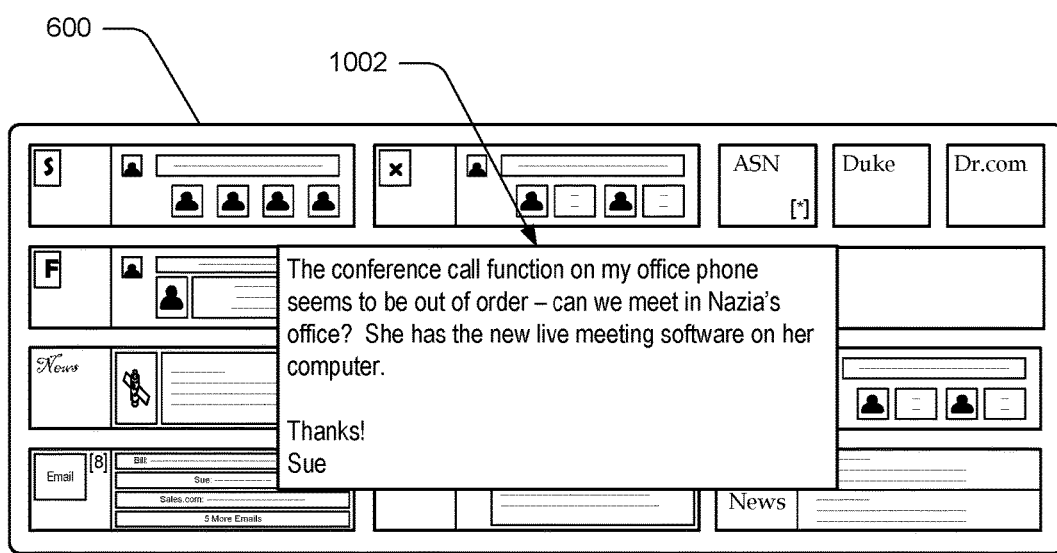 600
1002
S
x
ASN
Duke
Dr.com
[*]
F
The conference call function on my office phone
seems to be out of order – can we meet in Nazia's
office?  She has the new live meeting software on her
computer.
Thanks!
Sue
News
Email
[8]
Bill:
Sue:
Sales.com:
5 More Emails
News